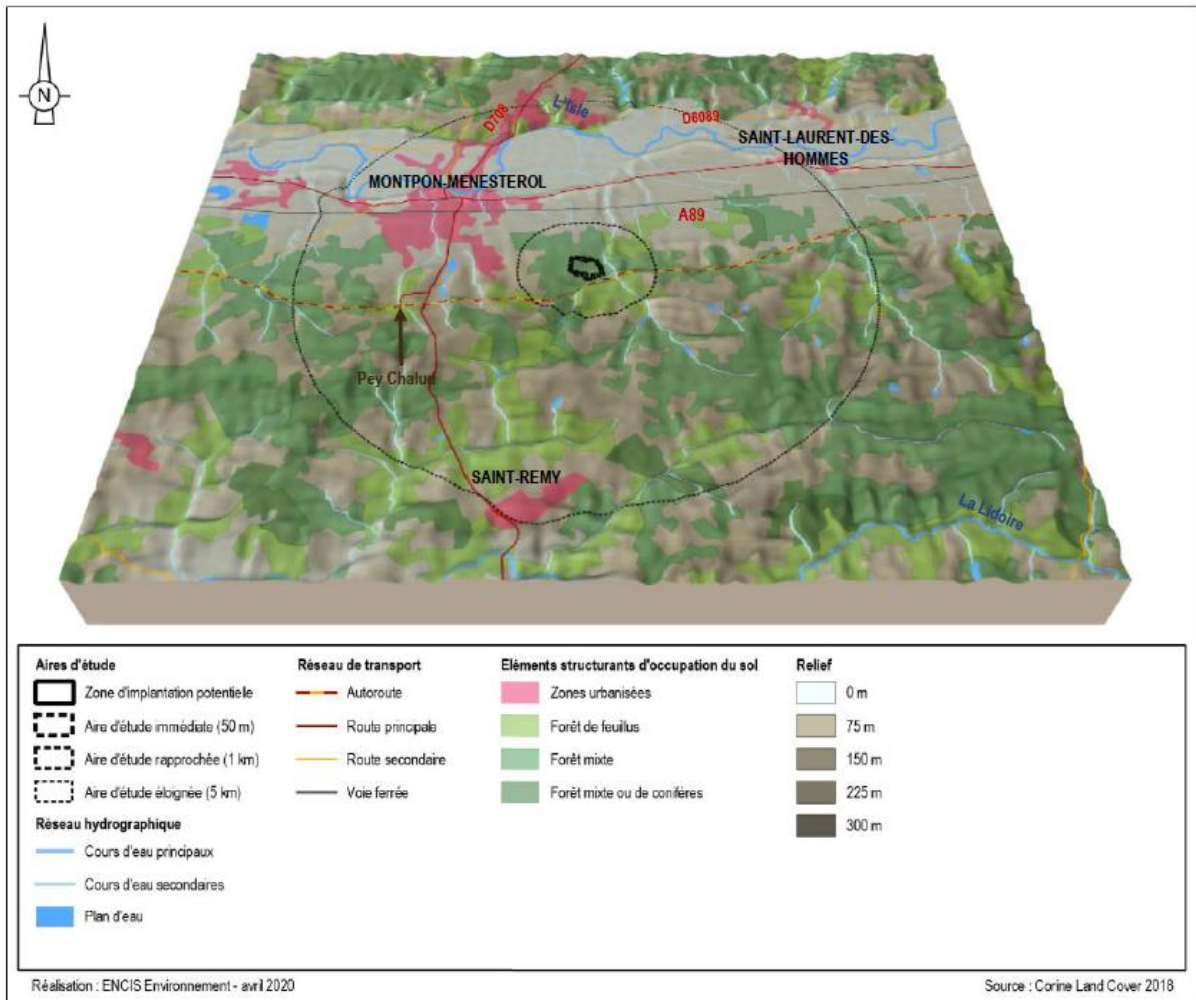 N
D708
L'Isle
D6089
SAINT-LAURENT-DES-
HOMMES
MONTPON-MENESTEROL
A89
Pey Chalud
SAINT-REMY
La Lidoire
Aires d'étude
Zone d'implantation potentielle
Aire d'étude immédiate (50 m)
Aire d'étude rapprochée (1 km)
Aire d'étude éloignée (5 km)
Réseau hydrographique
Cours d'eau principaux
Cours d'eau secondaires
Plan d'eau
Réseau de transport
Autoroute
Route principale
Route secondaire
Voie ferrée
Eléments structurants d'occupation du sol
Zones urbanisées
Forêt de feuillus
Forêt mixte
Forêt mixte ou de conifères
Relief
0 m
75 m
150 m
225 m
300 m
Réalisation : ENCIS Environnement - avril 2020
Source : Corine Land Cover 2018